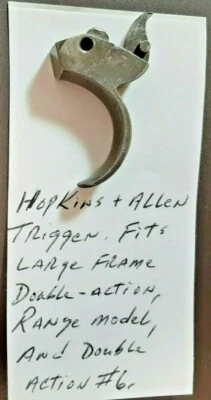 Hopkins + Allen
Trigger. Fits
Large Frame
Double-action,
Range Model,
And Double
Action #6.